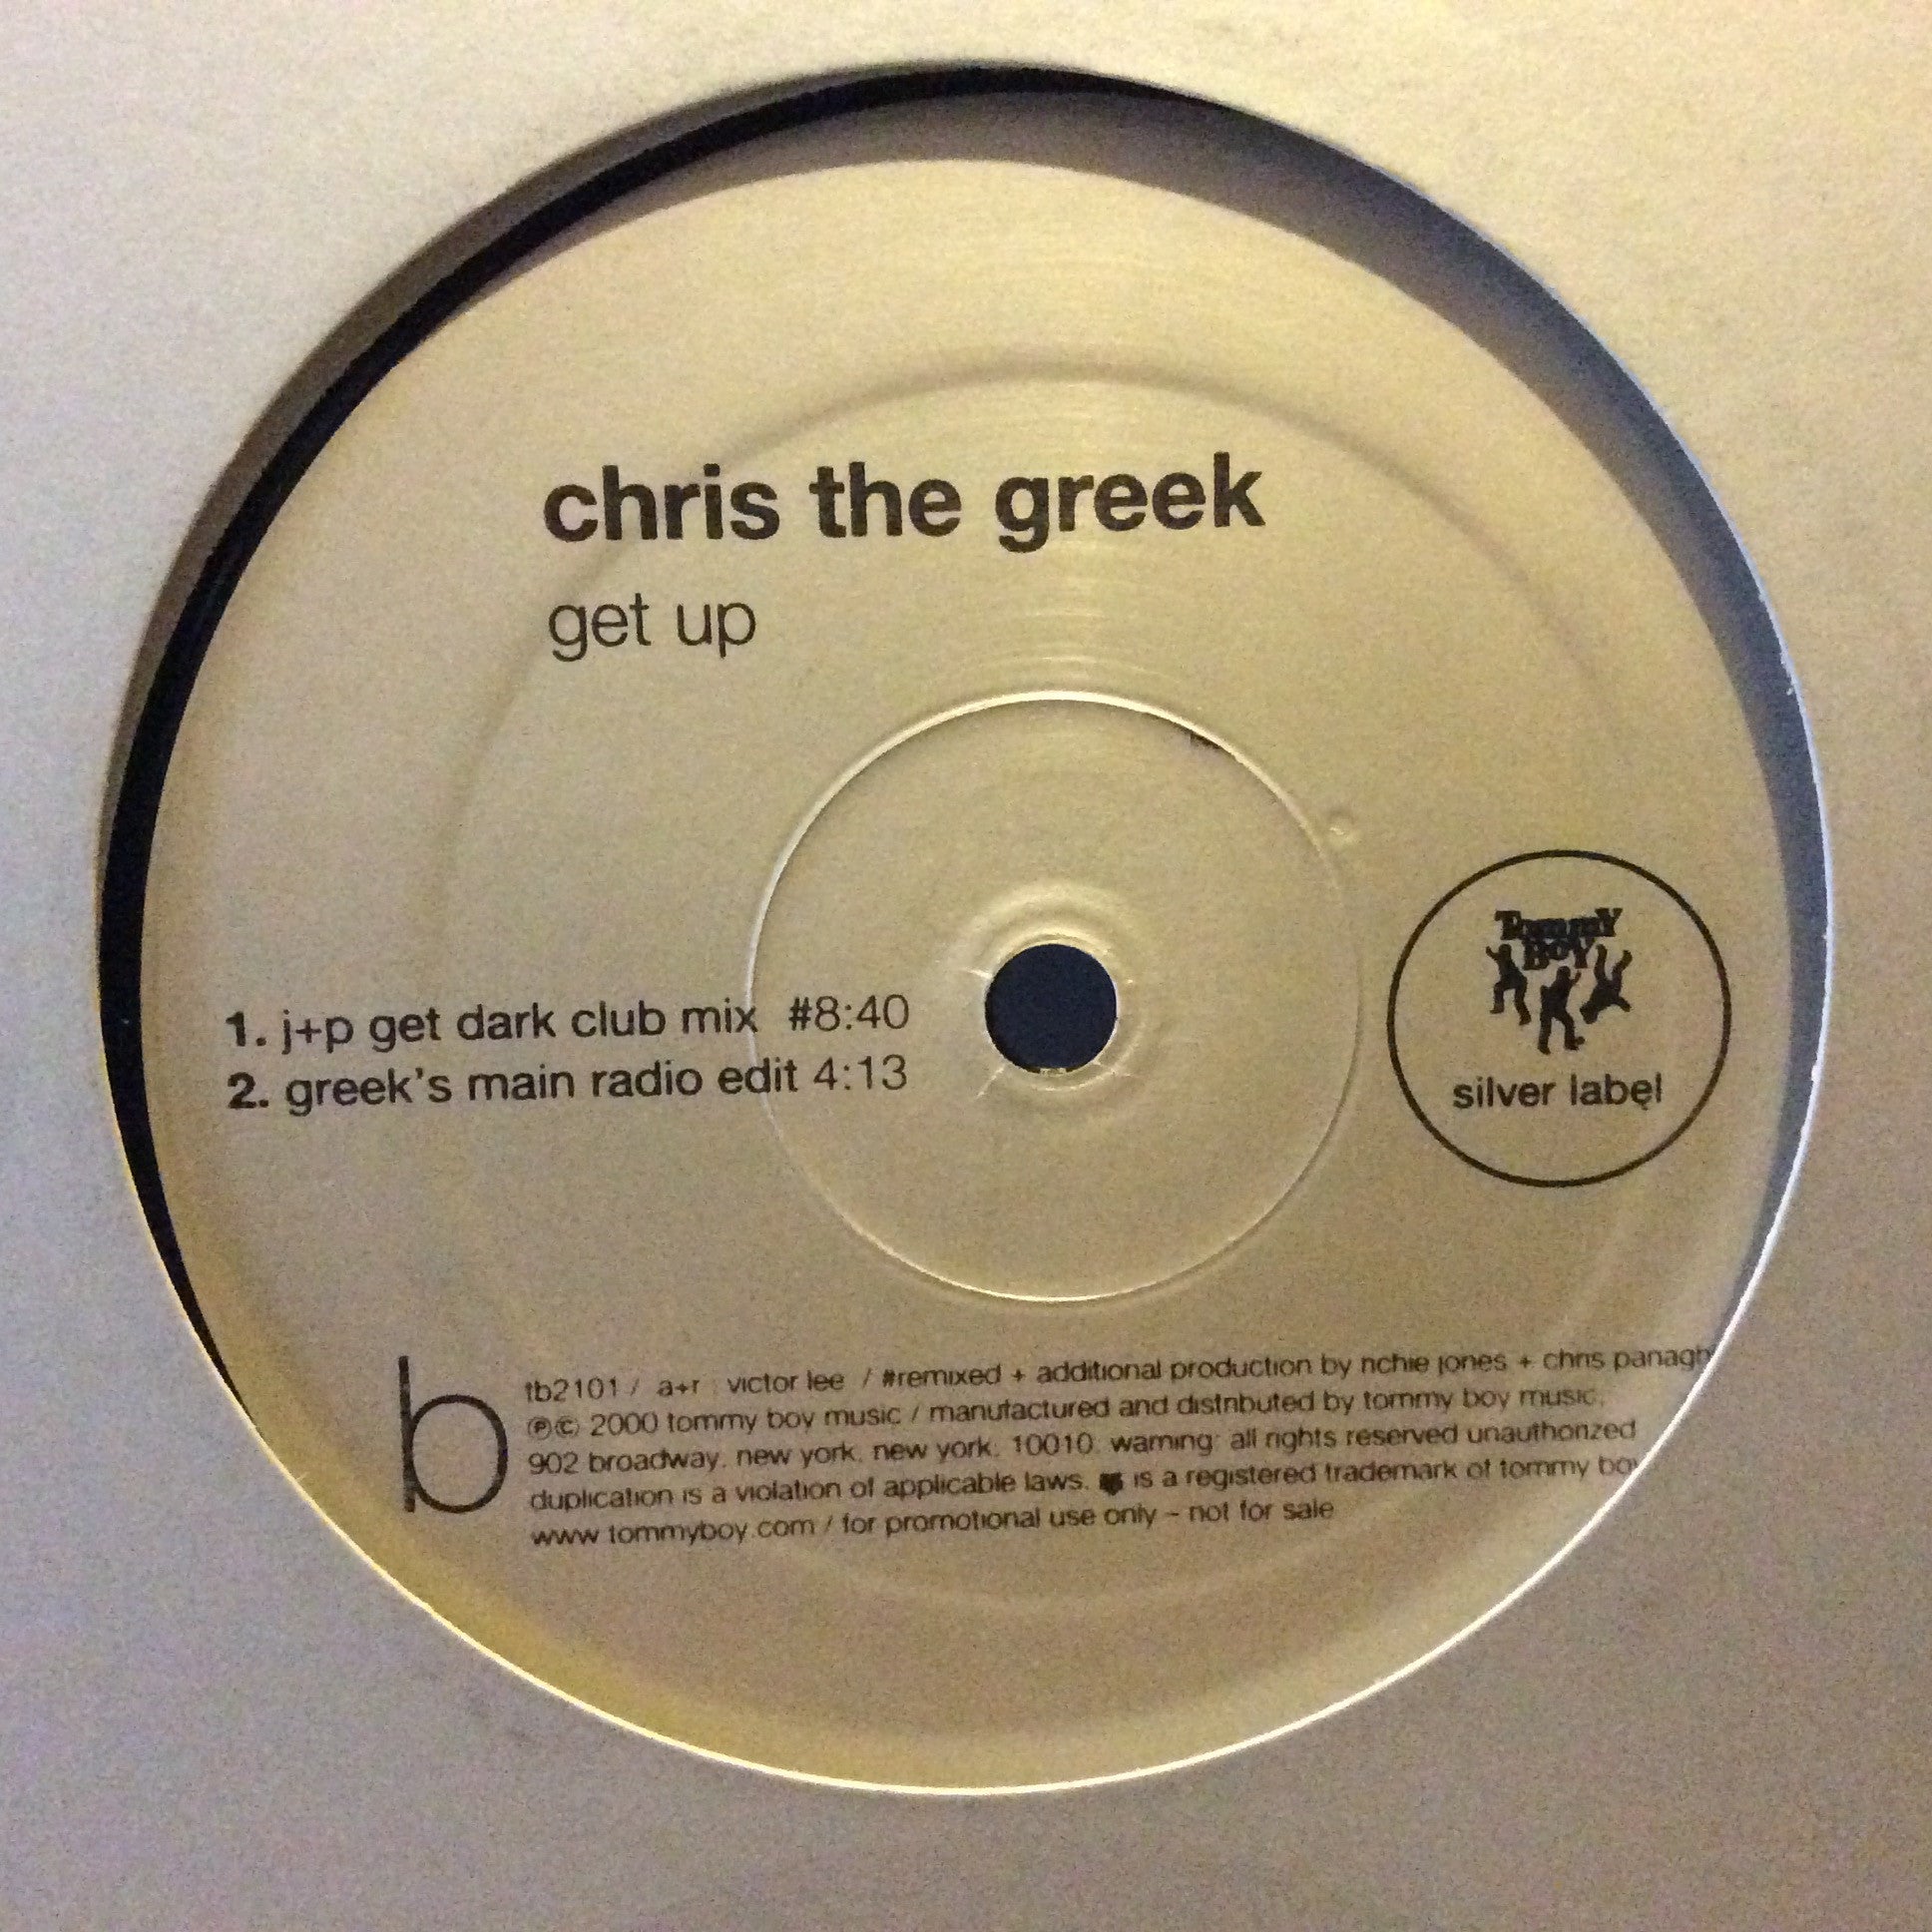 chris the greek
get up
1. j+p get dark club mix #8:40
2. greek's main radio edit 4:13
Tommy
Boy
silver label
b
tb2101 / a+r : victor lee / #remixed + additional production by richie jones + chris panagh
℗© 2000 tommy boy music / manufactured and distributed by tommy boy music,
902 broadway, new york, new york, 10010. warning: all rights reserved unauthorized
duplication is a violation of applicable laws. is a registered trademark of tommy boy
www.tommyboy.com / for promotional use only – not for sale